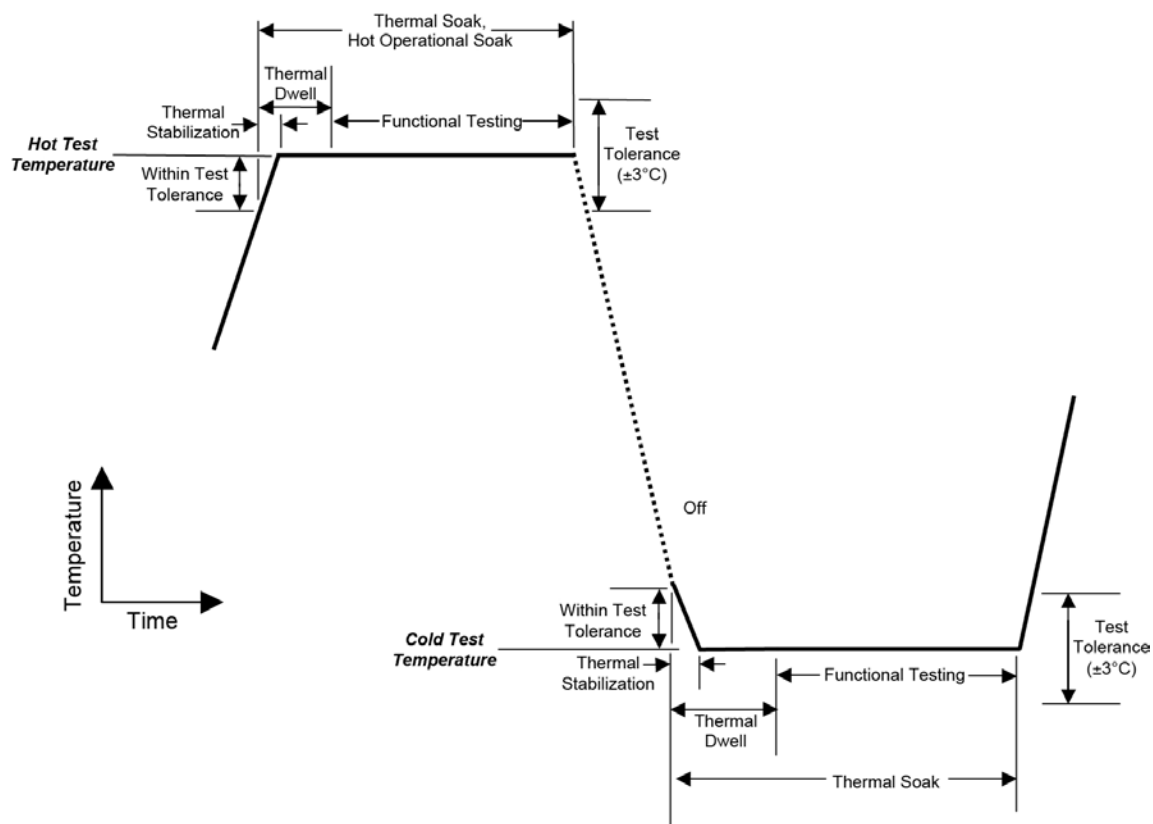 Thermal Soak,
Hot Operational Soak
Thermal
Dwell
Thermal
Stabilization
Functional Testing
Hot Test
Temperature
Within Test
Tolerance
Test
Tolerance
(±3°C)
Off
Temperature
Time
Within Test
Tolerance
Cold Test
Temperature
Thermal
Stabilization
Functional Testing
Test
Tolerance
(±3°C)
Thermal
Dwell
Thermal Soak